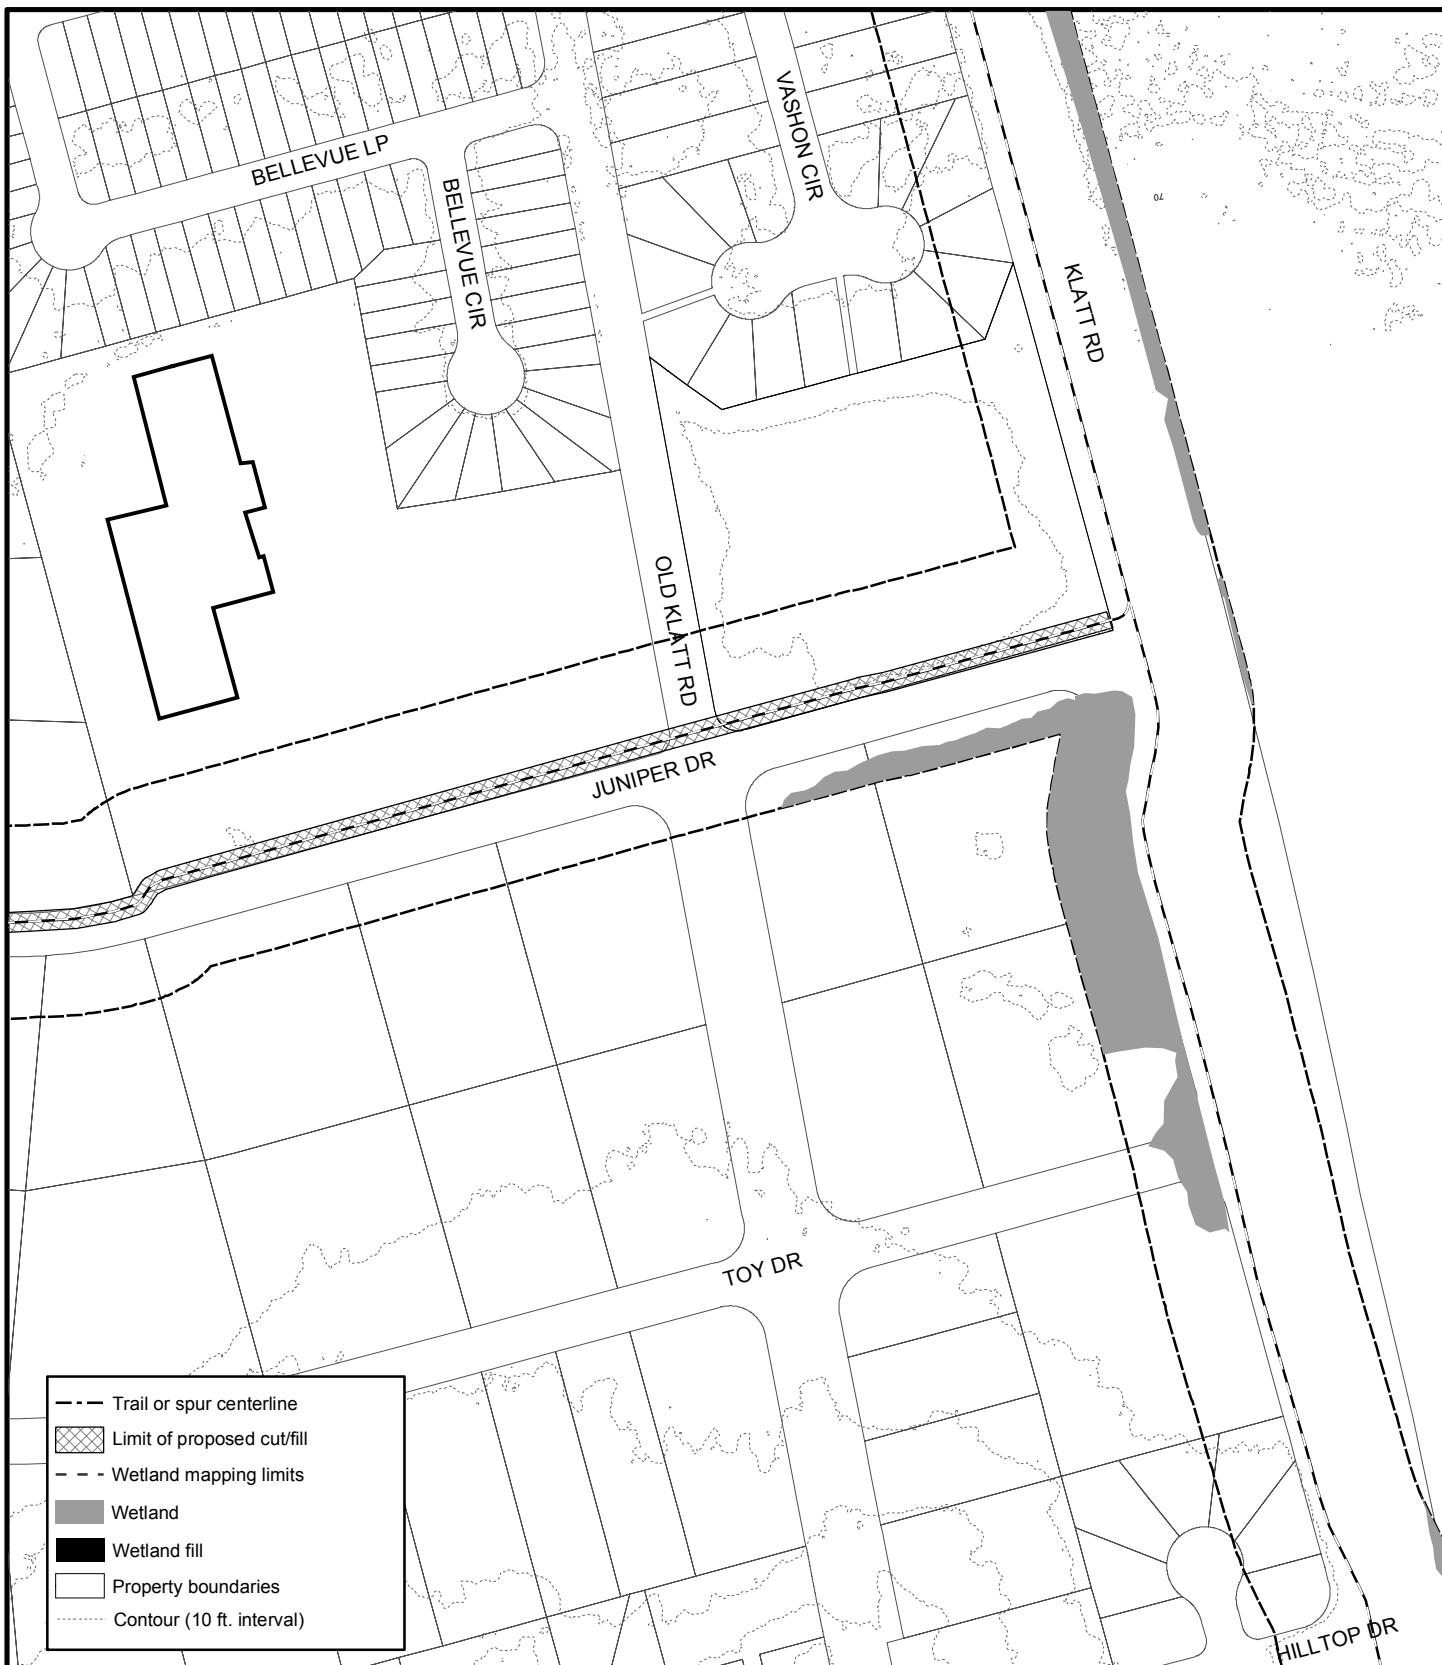 VASHON CIR
BELLEVUE LP
BELLEVUE CIR
70
KLATT RD
OLD KLATT RD
JUNIPER DR
TOY DR
Trail or spur centerline
Limit of proposed cut/fill
Wetland mapping limits
Wetland
Wetland fill
Property boundaries
Contour (10 ft. interval)
HILLTOP DR